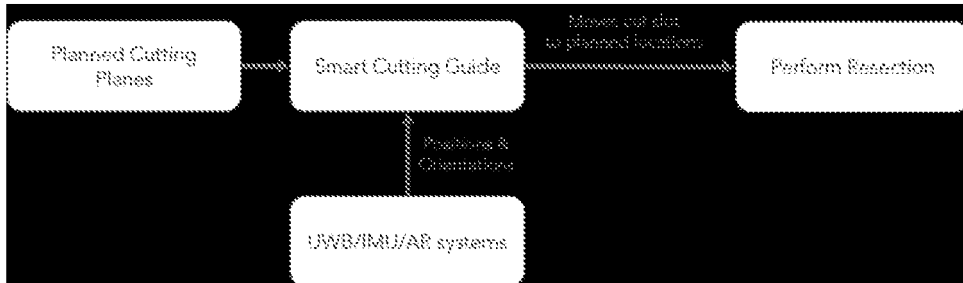 Planned Cutting
Planes
Smart Cutting Guide
Moves cut slot
to planned locations
Perform Resection
Positions &
Orientations
UWB/IMU/AR systems